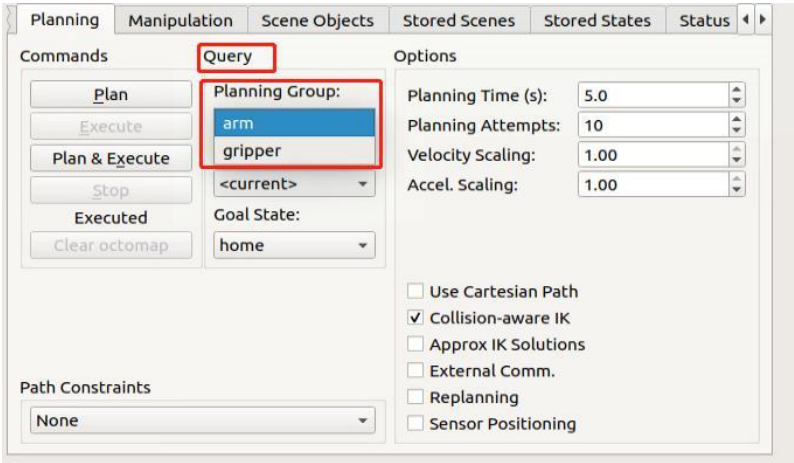 Planning
Manipulation
Scene Objects
Stored Scenes
Stored States
Status
Commands
Plan
Execute
Plan & Execute
Stop
Executed
Clear octomap
Query
Planning Group:
arm
gripper
<current>
Goal State:
home
Options
Planning Time (s): 5.0
Planning Attempts: 10
Velocity Scaling: 1.00
Accel. Scaling: 1.00
Use Cartesian Path
Collision-aware IK
Approx IK Solutions
External Comm.
Replanning
Sensor Positioning
Path Constraints
None